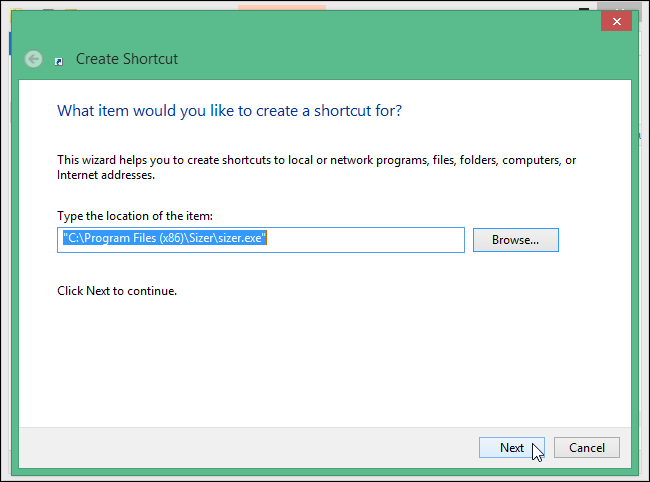 Create Shortcut
What item would you like to create a shortcut for?
This wizard helps you to create shortcuts to local or network programs, files, folders, computers, or
Internet addresses.
Type the location of the item:
"C:\Program Files (x86)\Sizer\sizer.exe"
Browse...
Click Next to continue.
Next
Cancel